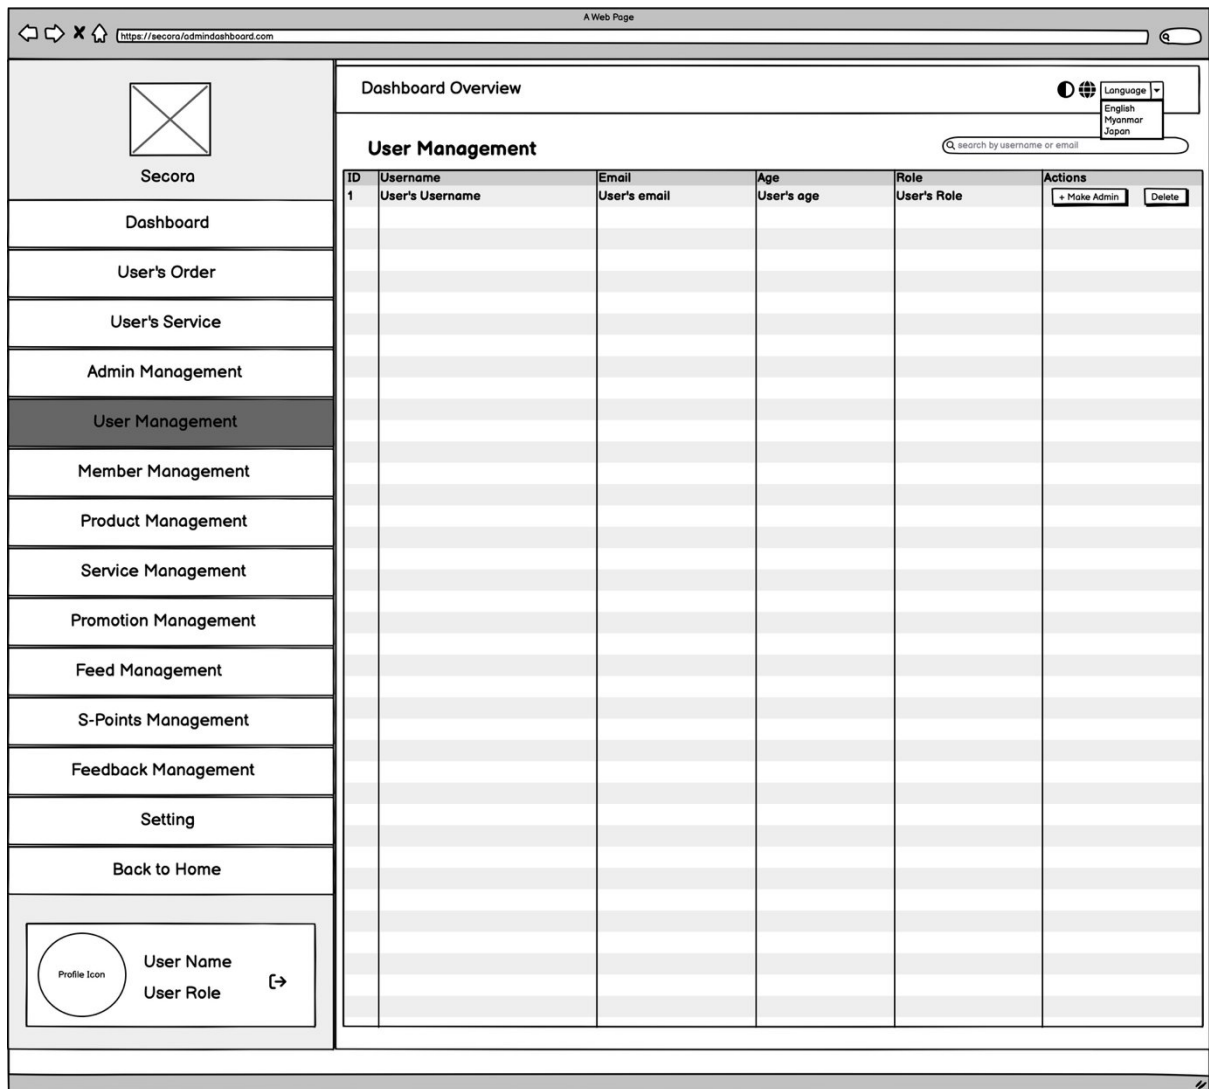 A Web Page
https://secora/admindashboard.com
Secora
Dashboard
User's Order
User's Service
Admin Management
User Management
Member Management
Product Management
Service Management
Promotion Management
Feed Management
S-Points Management
Feedback Management
Setting
Back to Home
Profile Icon
User Name
User Role
Dashboard Overview
Language
English
Myanmar
Japan
User Management
search by username or email
ID Username Email Age Role Actions
1 User's Username User's email User's age User's Role + Make Admin Delete